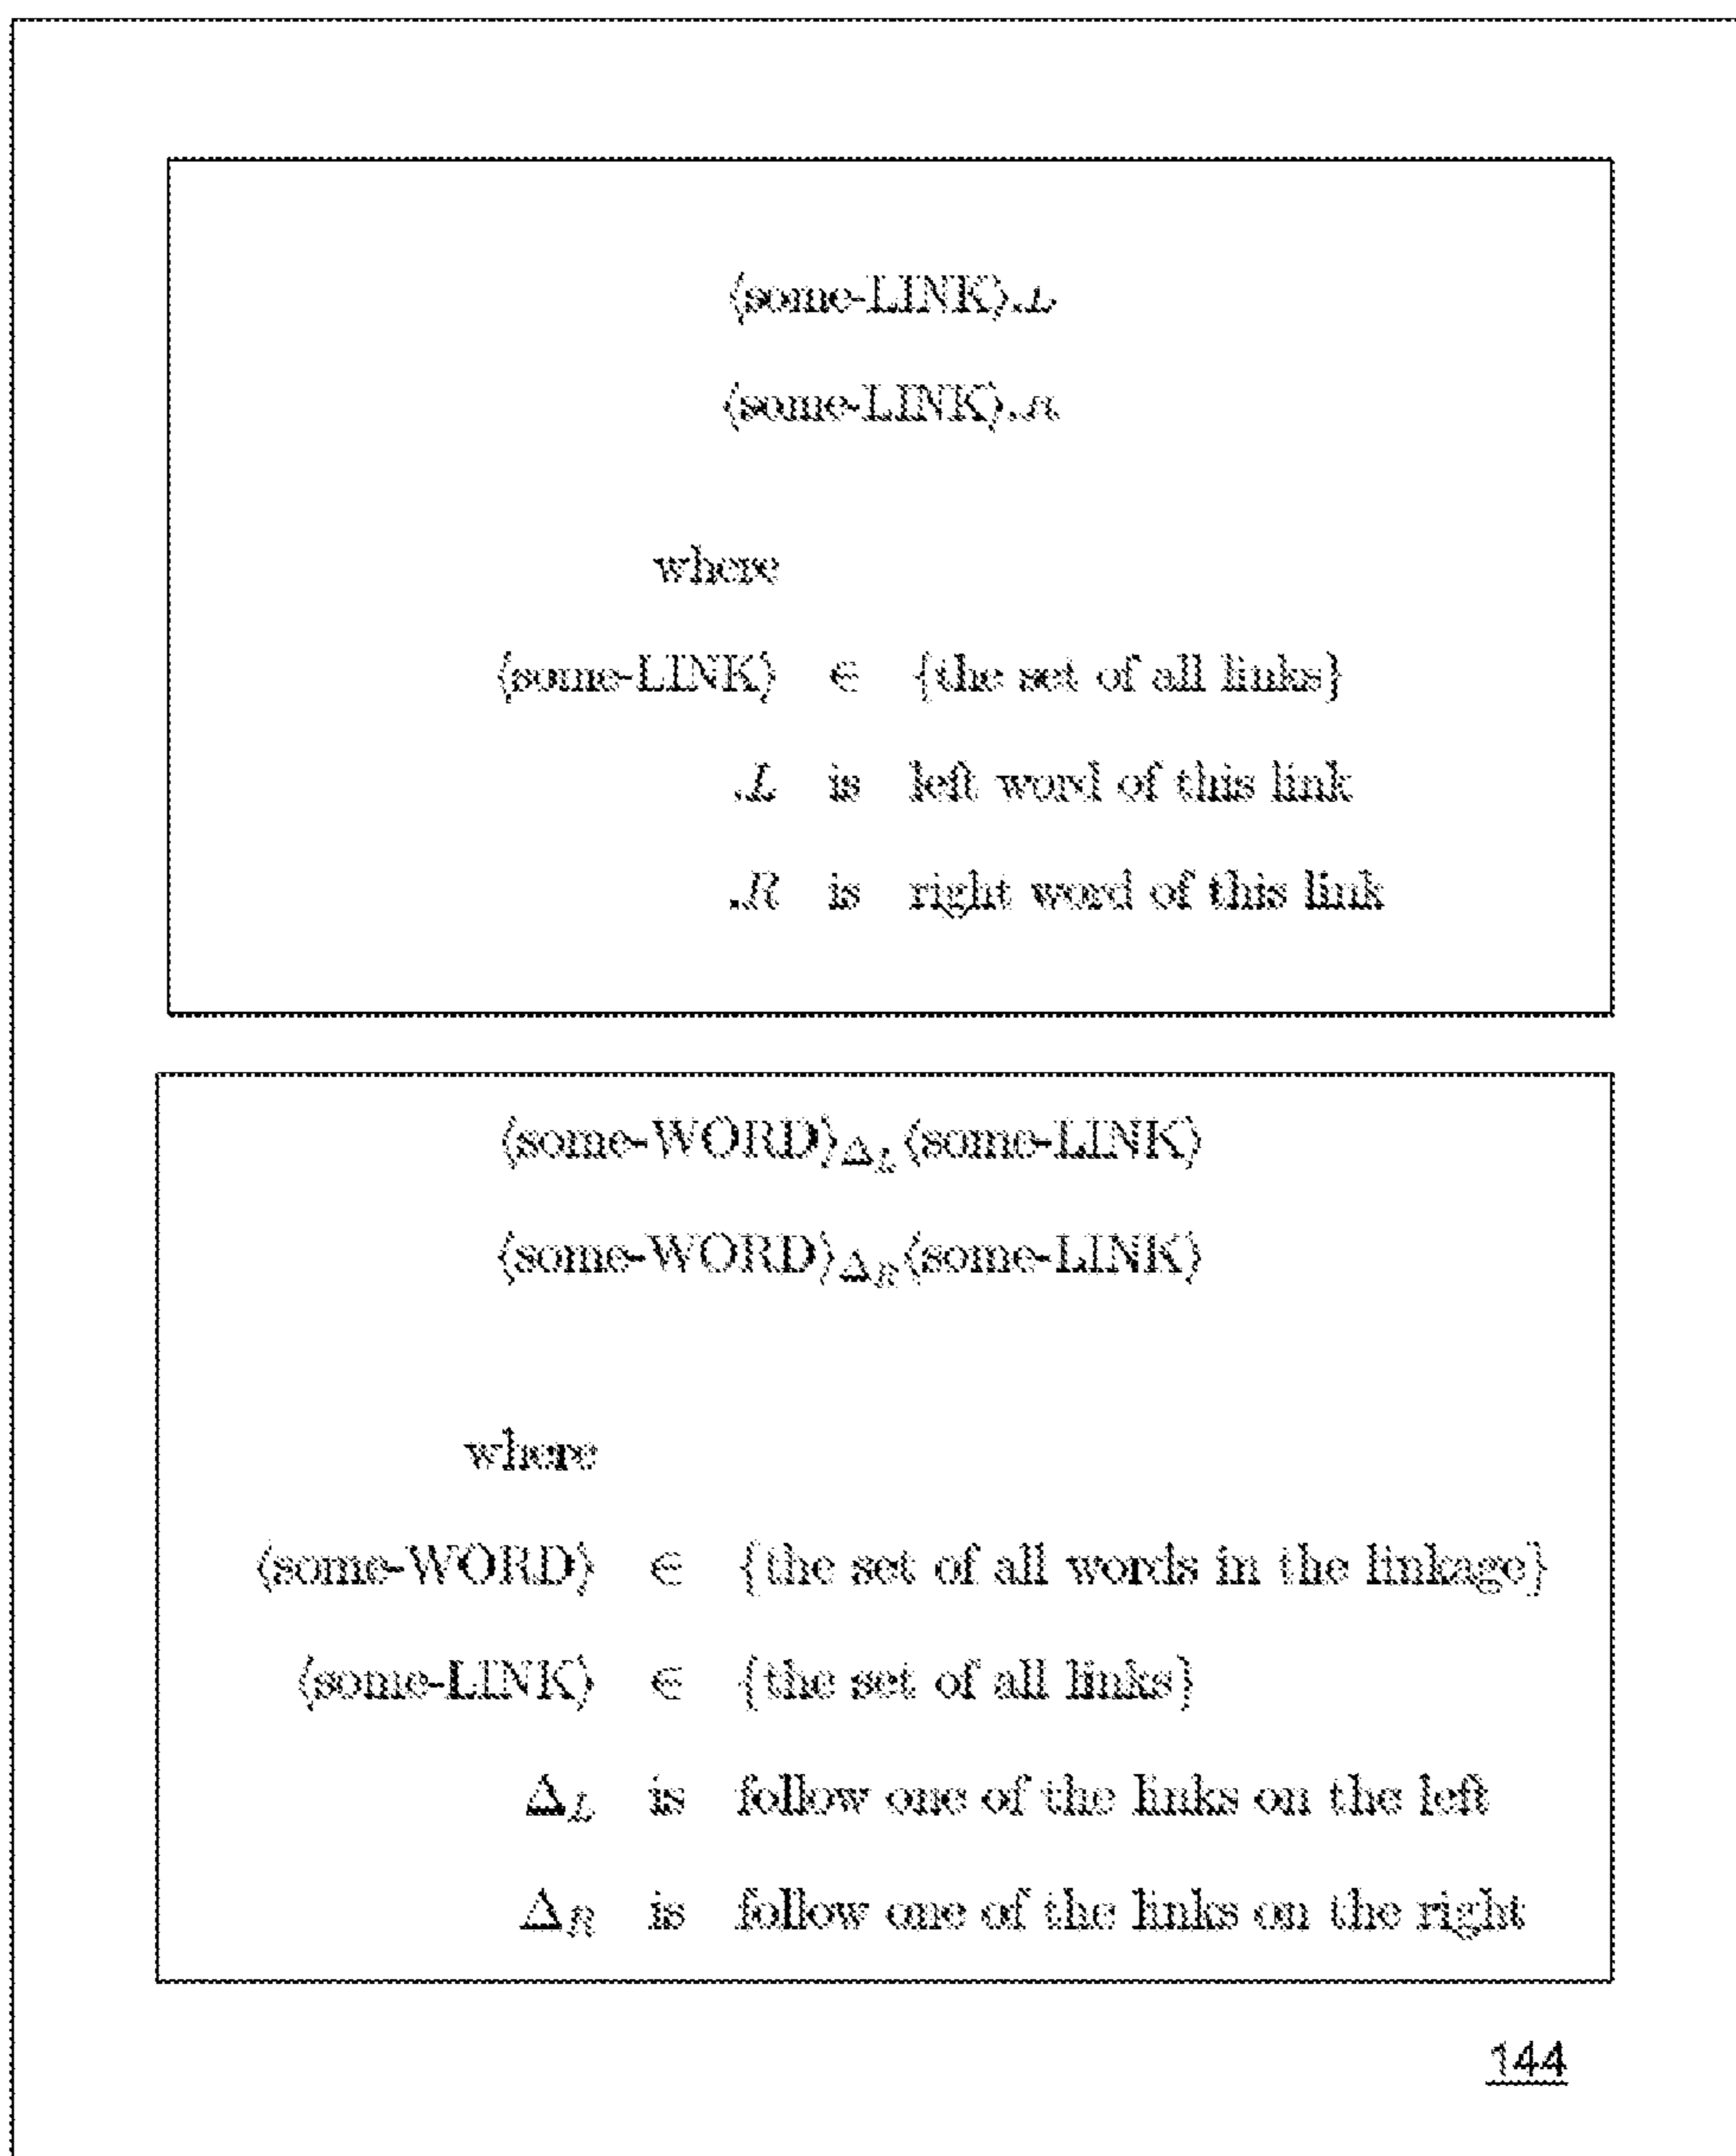 ⟨some-LINK⟩.L
⟨some-LINK⟩.R
where
⟨some-LINK⟩ ∈ {the set of all links}
.L is left word of this link
.R is right word of this link
⟨some-WORD⟩Δ_L⟨some-LINK⟩
⟨some-WORD⟩Δ_R⟨some-LINK⟩
where
⟨some-WORD⟩ ∈ {the set of all words in the linkage}
⟨some-LINK⟩ ∈ {the set of all links}
Δ_L is follow one of the links on the left
Δ_R is follow one of the links on the right
144